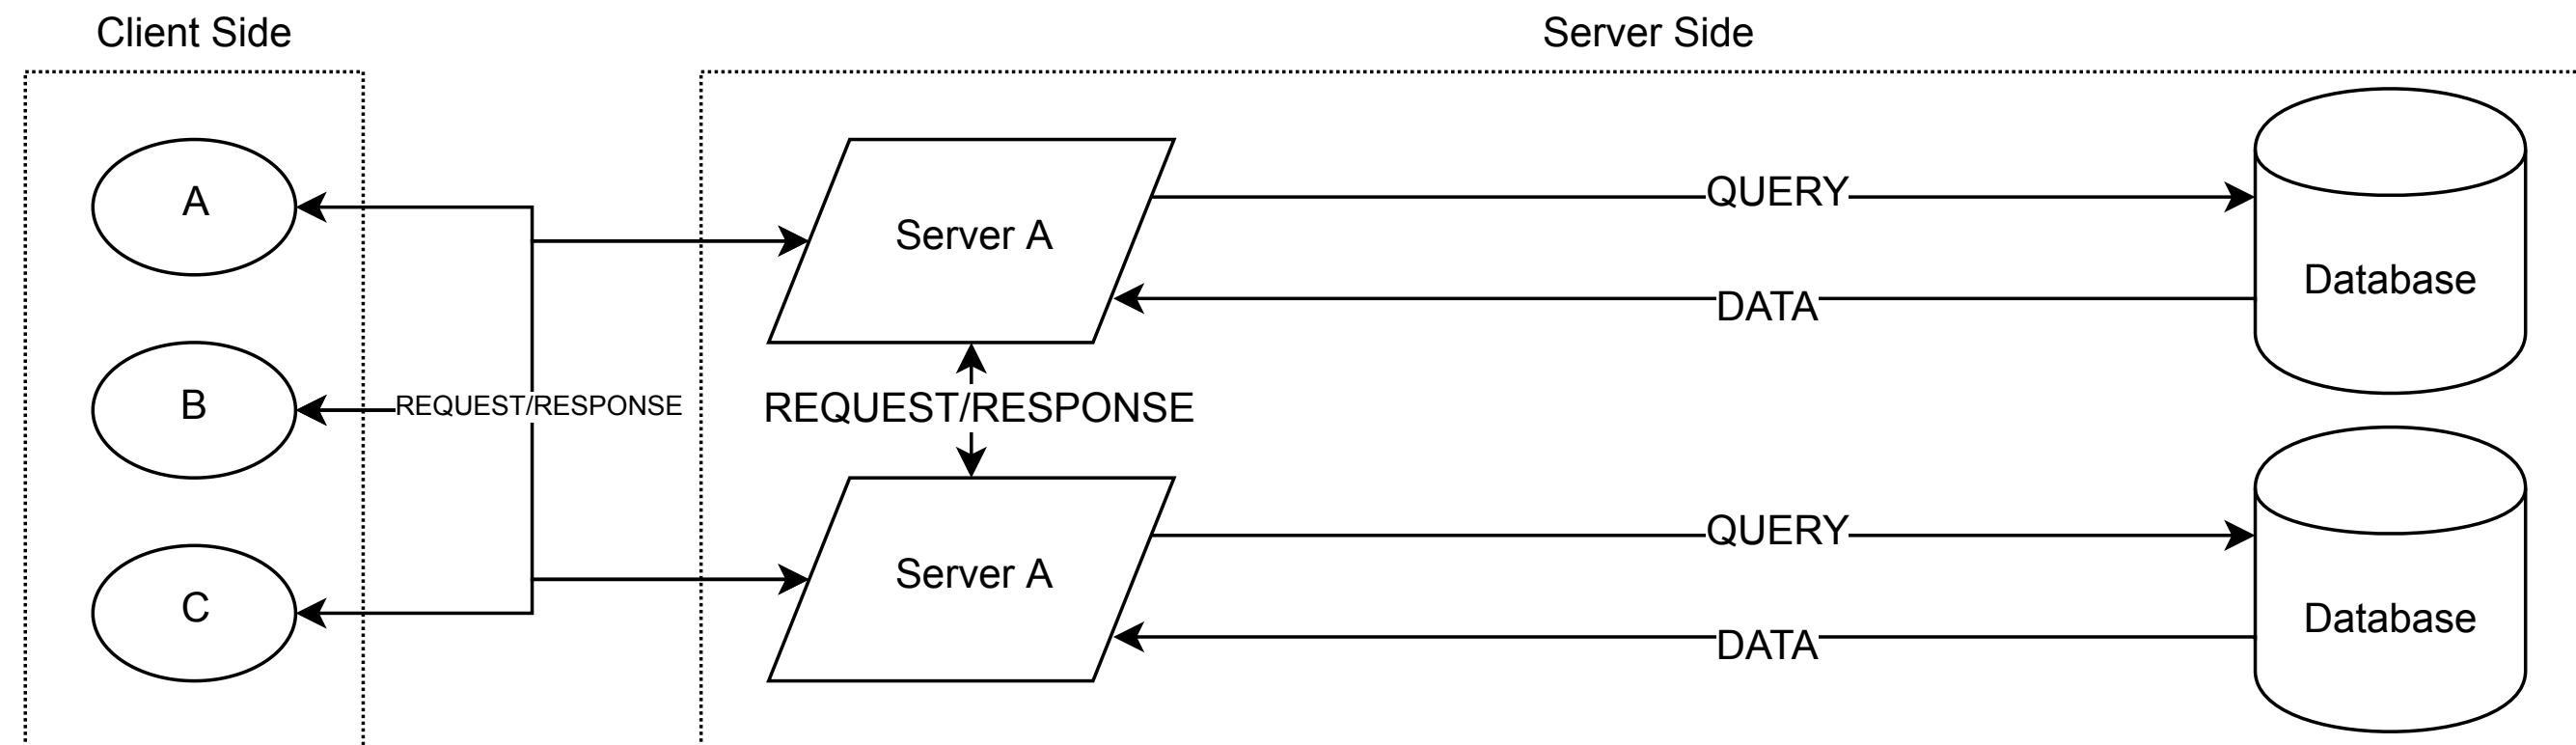 Client Side
Server Side
A
Server A
QUERY
DATA
Database
B
REQUEST/RESPONSE
REQUEST/RESPONSE
C
Server A
QUERY
DATA
Database